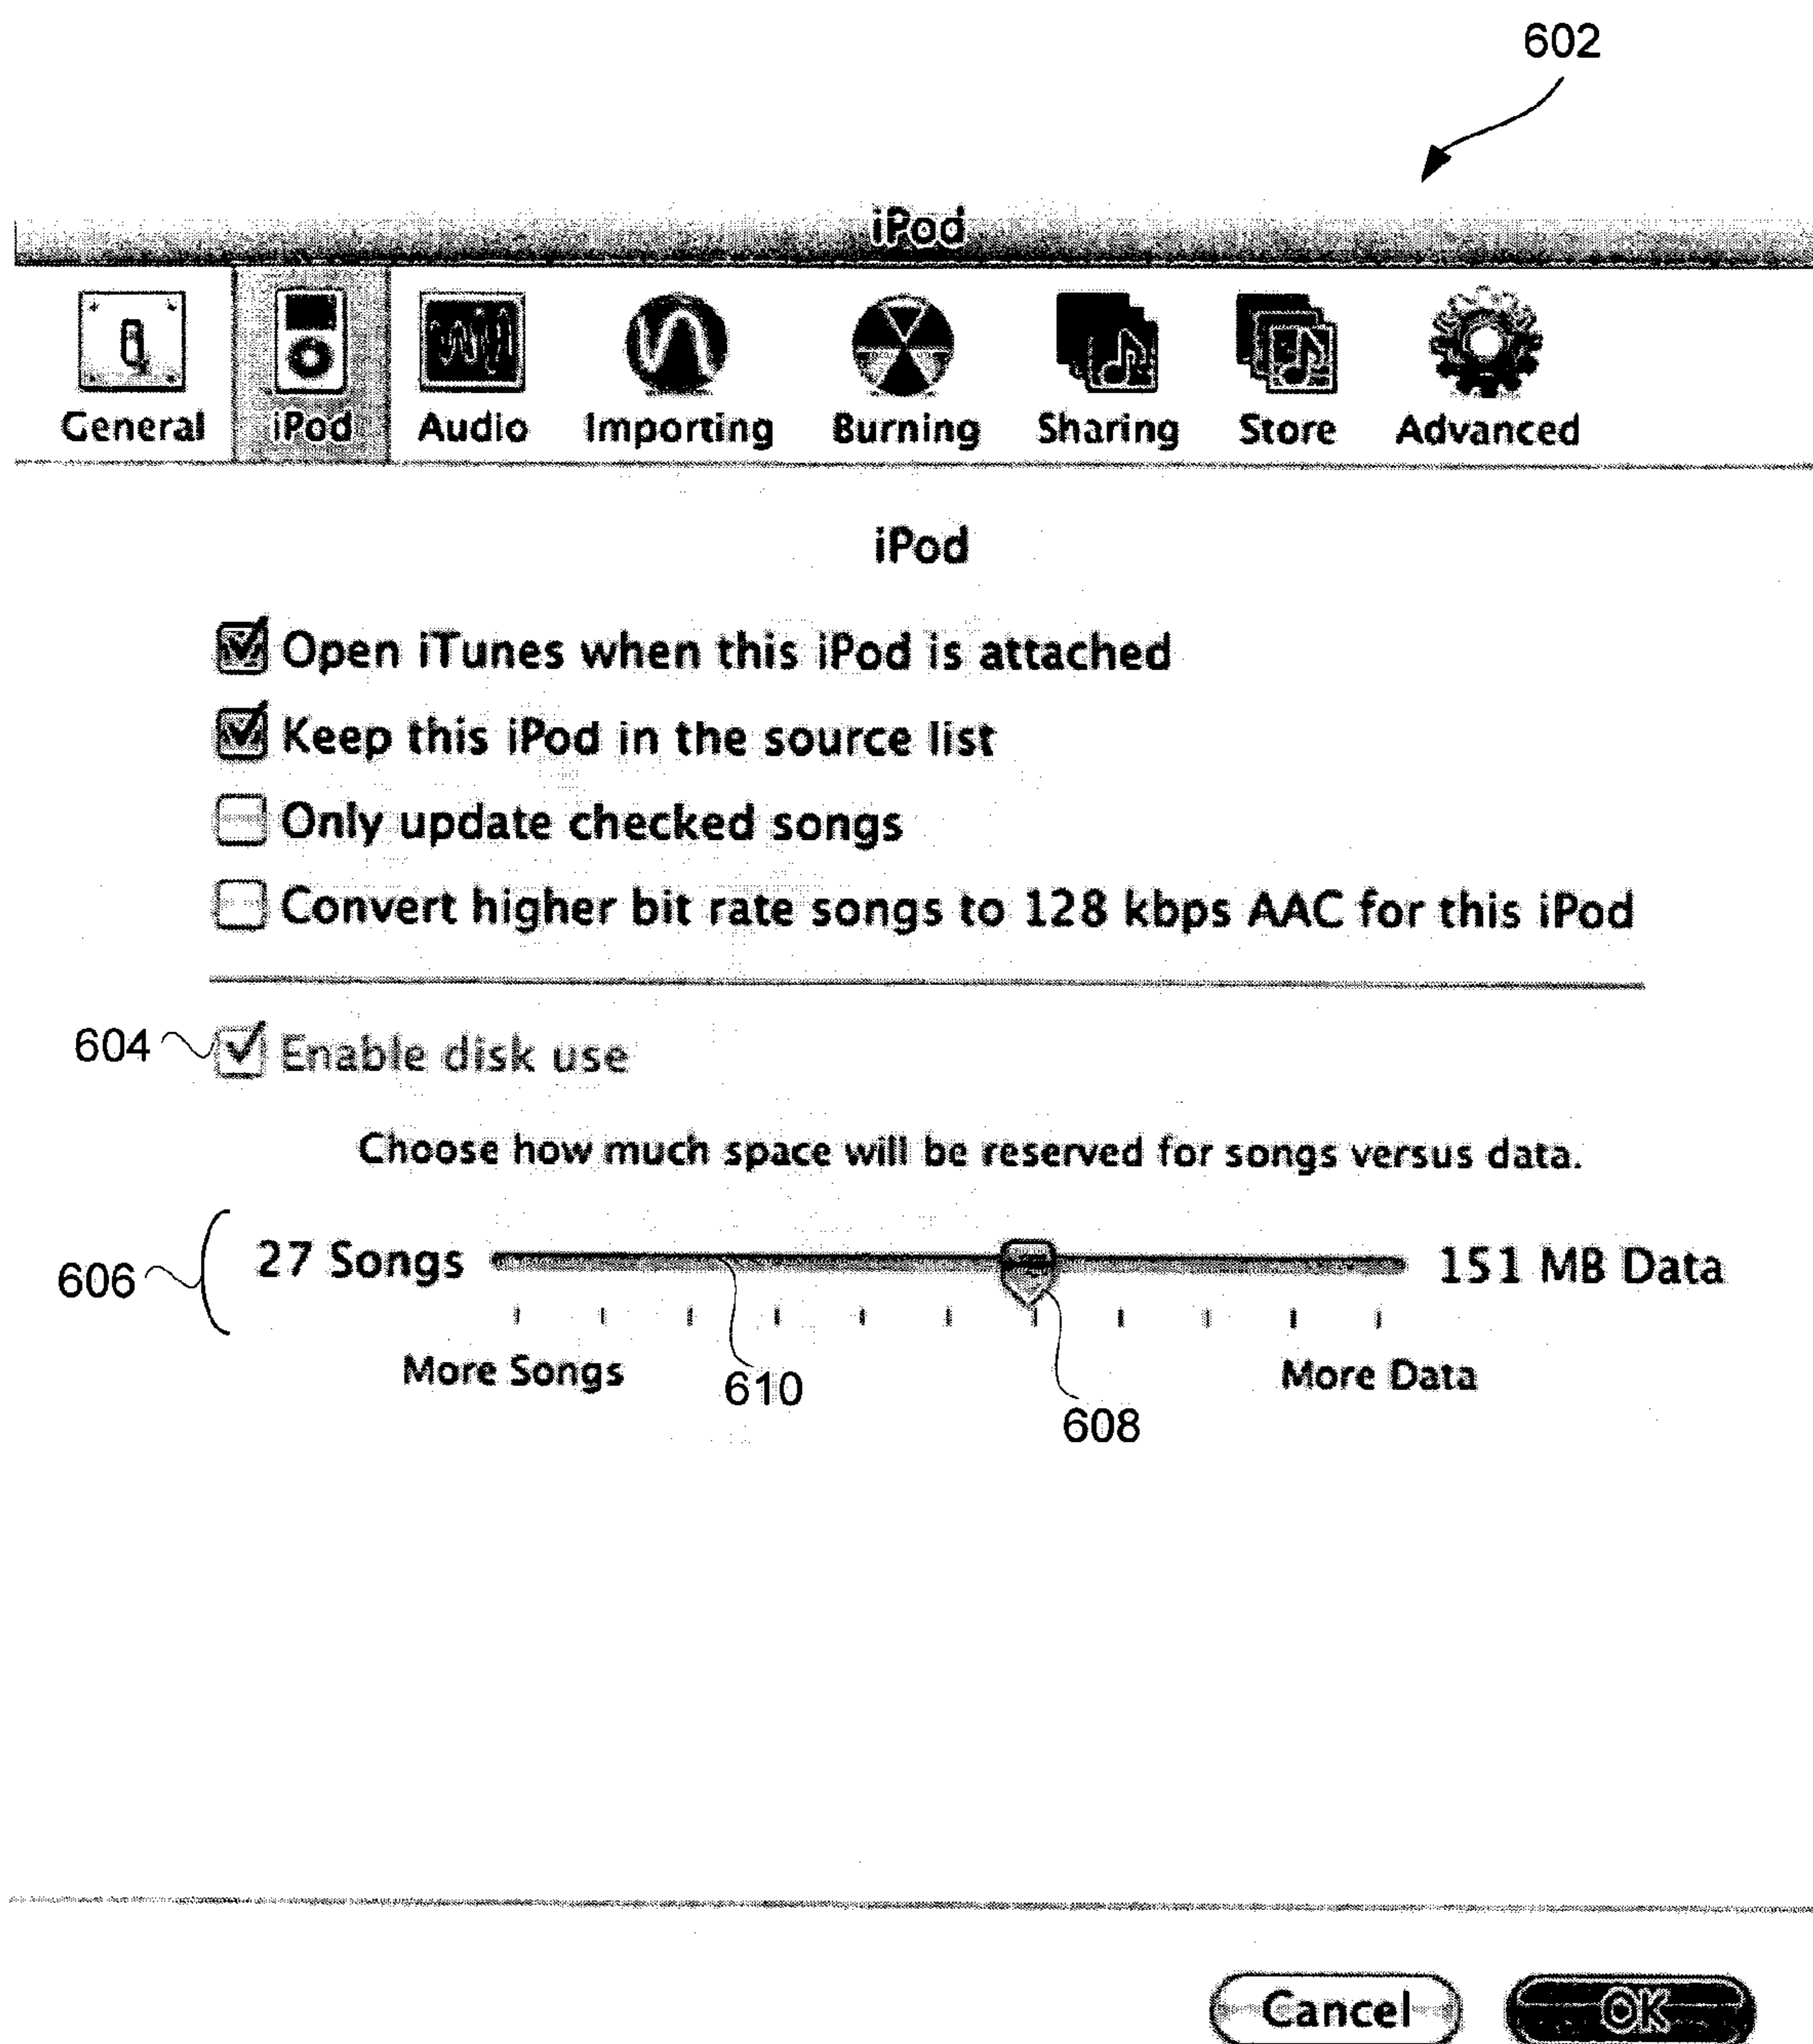 602
iPod
General iPod Audio Importing Burning Sharing Store Advanced
iPod
Open iTunes when this iPod is attached
Keep this iPod in the source list
Only update checked songs
Convert higher bit rate songs to 128 kbps AAC for this iPod
604 Enable disk use
Choose how much space will be reserved for songs versus data.
606 27 Songs 151 MB Data
More Songs 610 608 More Data
Cancel OK